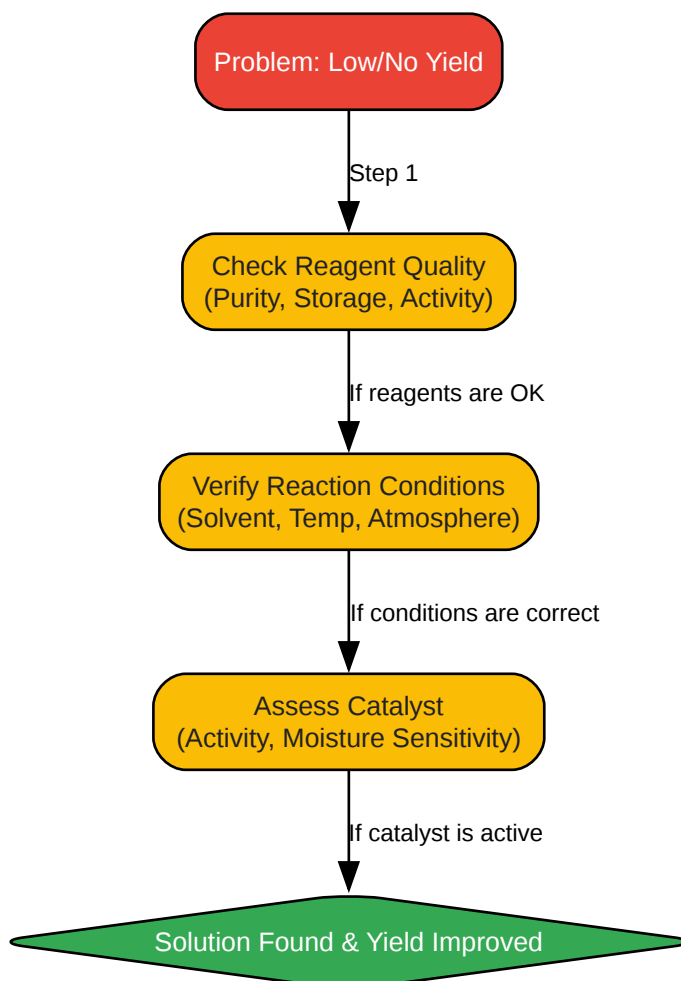 Problem: Low/No Yield
Step 1
Check Reagent Quality
(Purity, Storage, Activity)
If reagents are OK
Verify Reaction Conditions
(Solvent, Temp, Atmosphere)
If conditions are correct
Assess Catalyst
(Activity, Moisture Sensitivity)
If catalyst is active
Solution Found & Yield Improved